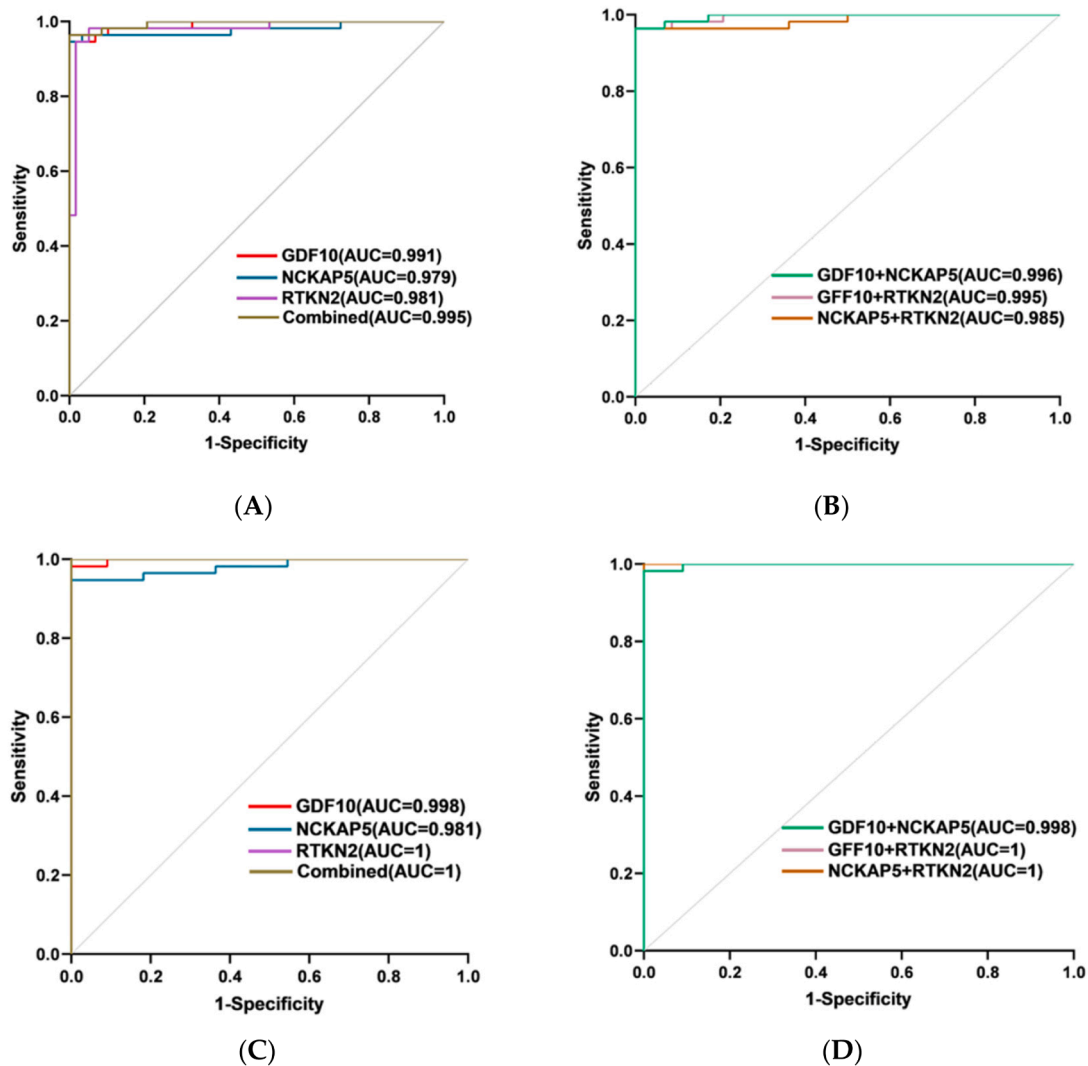 1.0
0.8
0.6
0.4
0.2
0.0
Sensitivity
0.0 0.2 0.4 0.6 0.8 1.0
1-Specificity
GDF10(AUC=0.991)
NCKAP5(AUC=0.979)
RTKN2(AUC=0.981)
Combined(AUC=0.995)
(A)
1.0
0.8
0.6
0.4
0.2
0.0
Sensitivity
0.0 0.2 0.4 0.6 0.8 1.0
1-Specificity
GDF10+NCKAP5(AUC=0.996)
GFF10+RTKN2(AUC=0.995)
NCKAP5+RTKN2(AUC=0.985)
(B)
1.0
0.8
0.6
0.4
0.2
0.0
Sensitivity
0.0 0.2 0.4 0.6 0.8 1.0
1-Specificity
GDF10(AUC=0.998)
NCKAP5(AUC=0.981)
RTKN2(AUC=1)
Combined(AUC=1)
(C)
1.0
0.8
0.6
0.4
0.2
0.0
Sensitivity
0.0 0.2 0.4 0.6 0.8 1.0
1-Specificity
GDF10+NCKAP5(AUC=0.998)
GFF10+RTKN2(AUC=1)
NCKAP5+RTKN2(AUC=1)
(D)